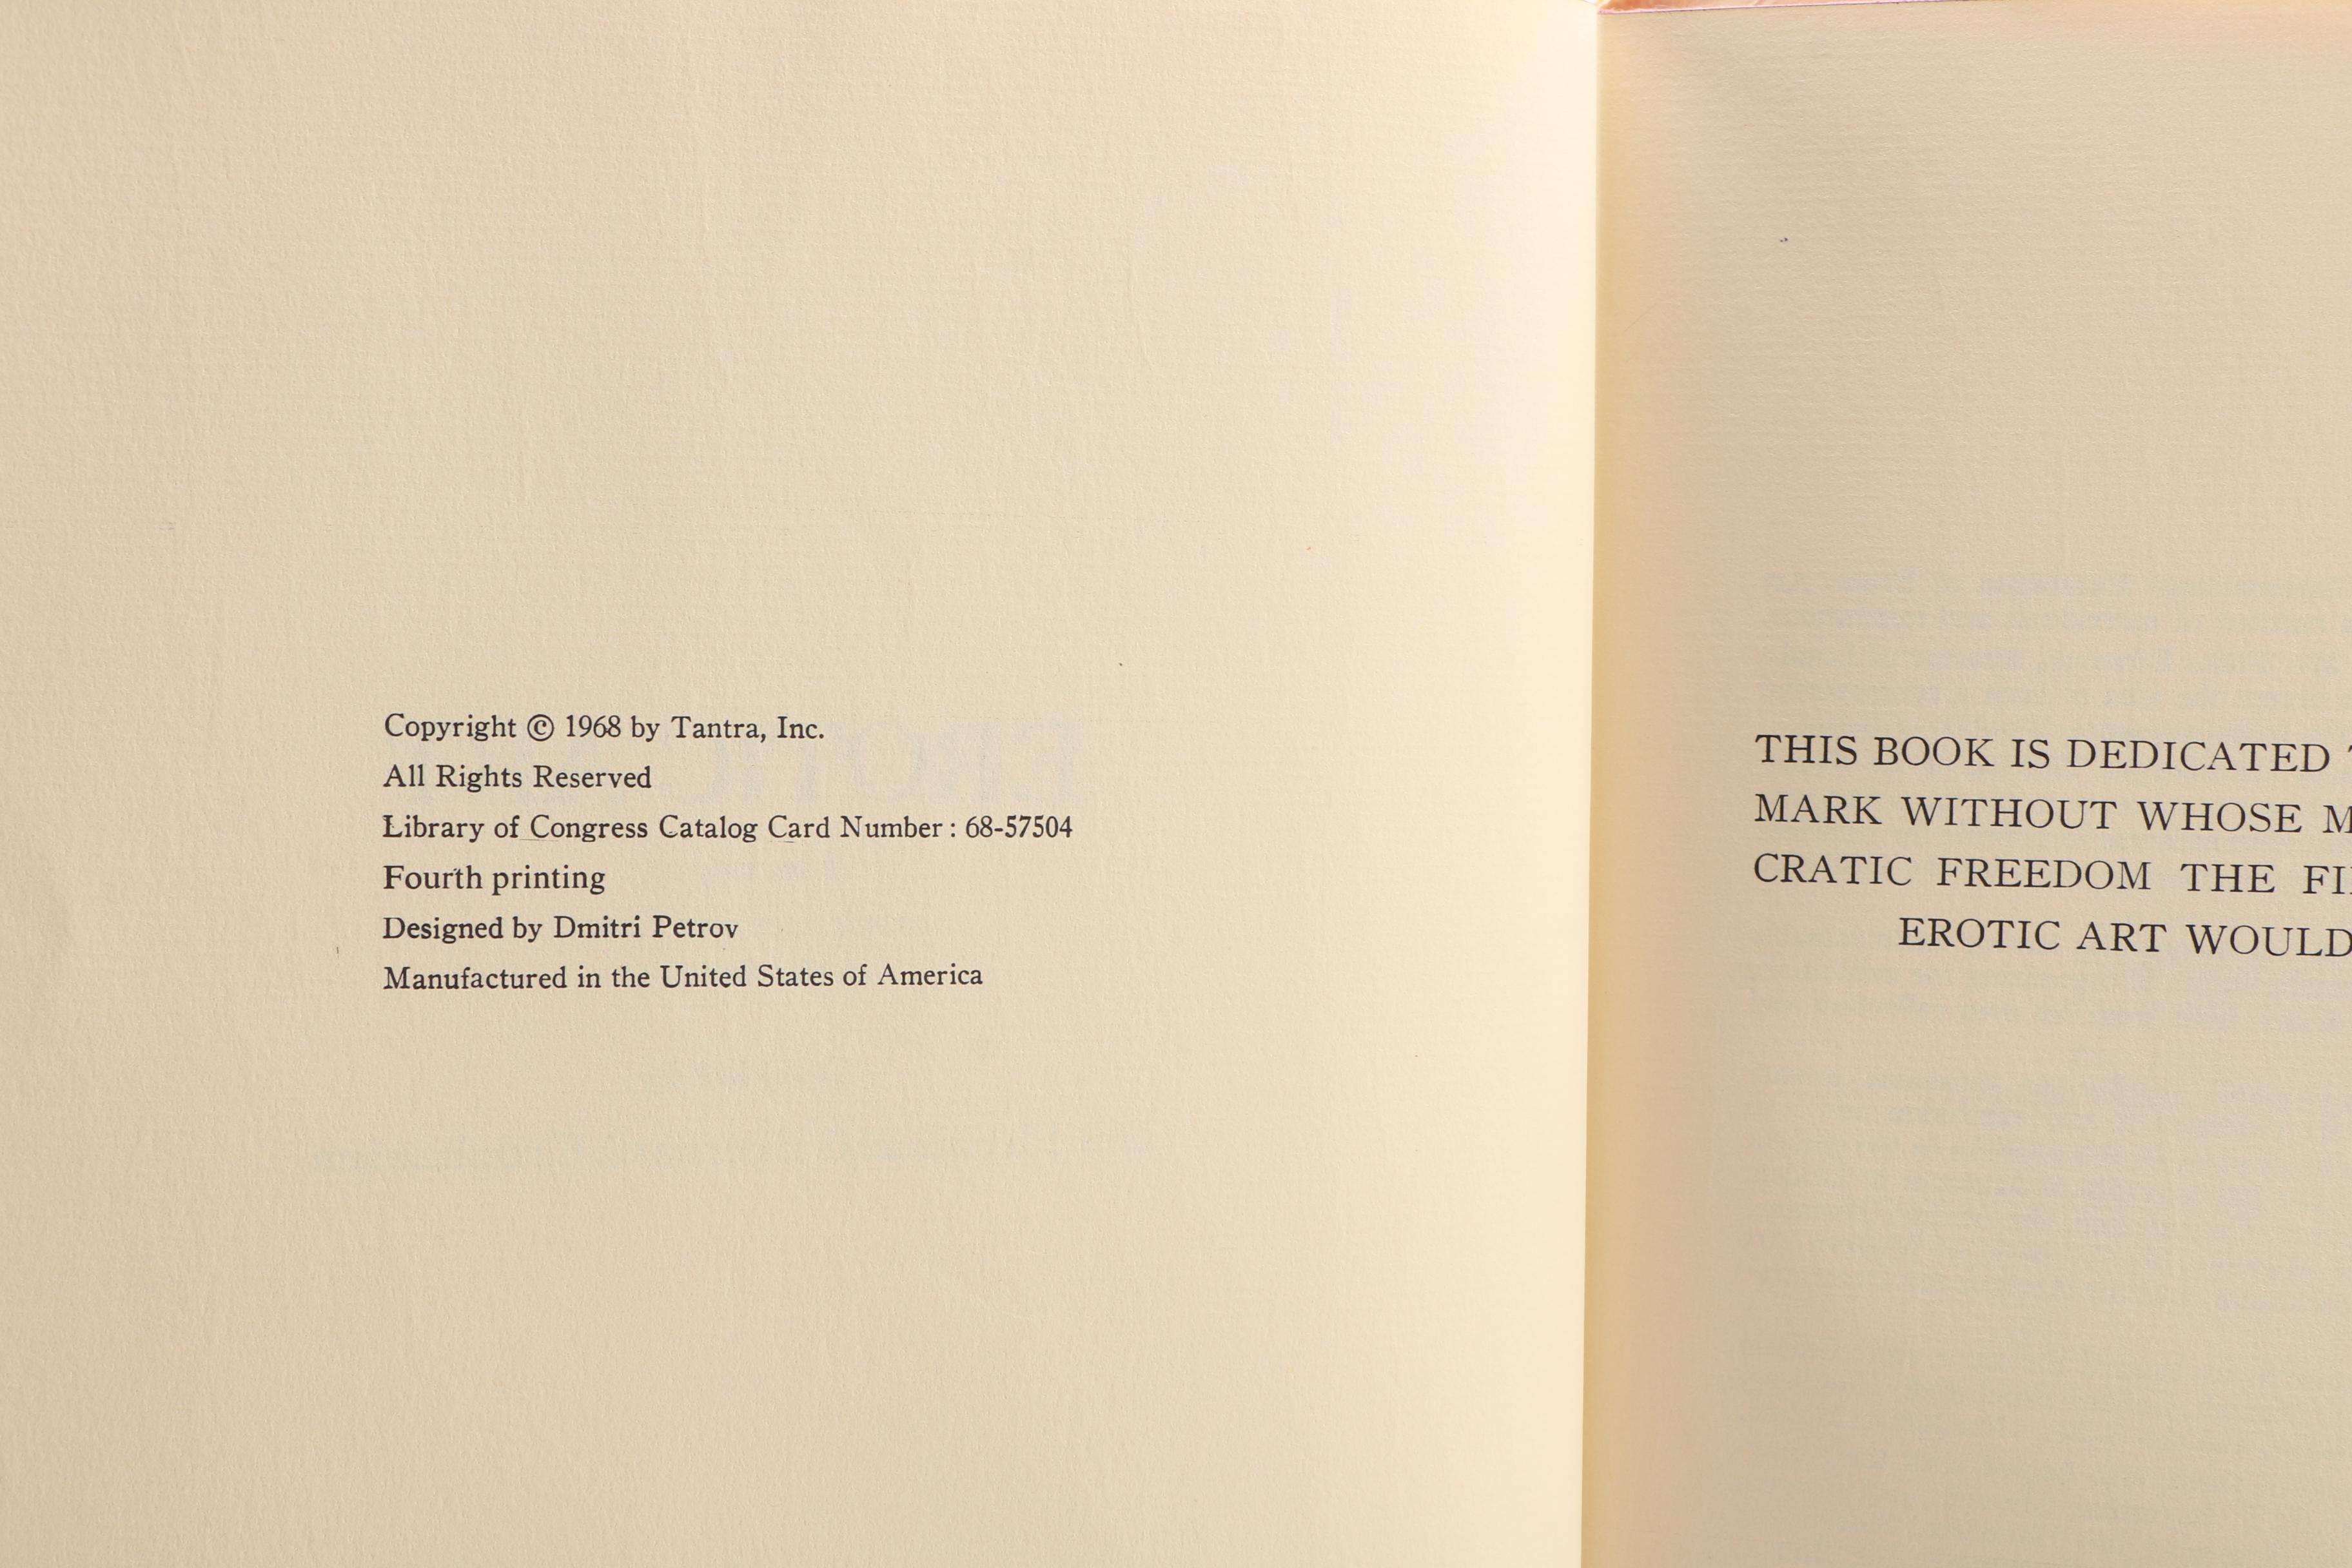 Copyright © 1968 by Tantra, Inc.
All Rights Reserved
Library of Congress Catalog Card Number : 68-57504
Fourth printing
Designed by Dmitri Petrov
Manufactured in the United States of America
THIS BOOK IS DEDICATED
MARK WITHOUT WHOSE
CRATIC FREEDOM THE
EROTIC ART WOULD